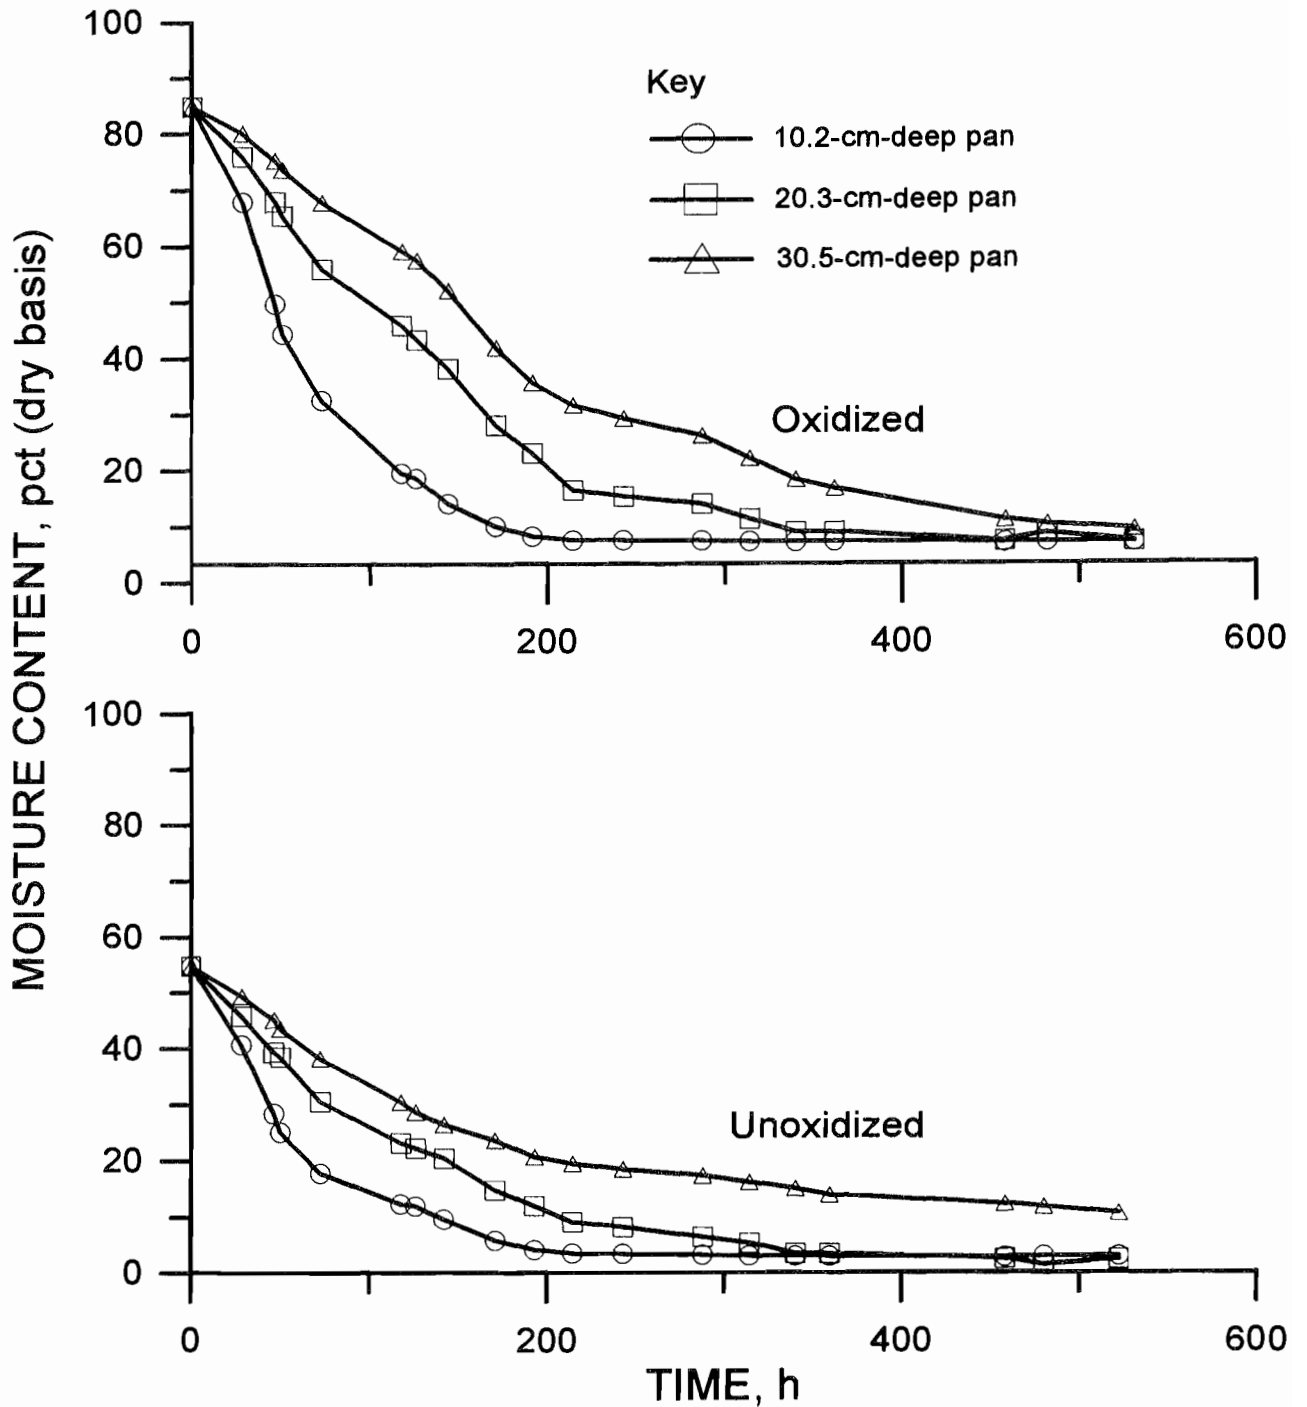 MOISTURE CONTENT, pct (dry basis)
100
80
60
40
20
0
Key
10.2-cm-deep pan
20.3-cm-deep pan
30.5-cm-deep pan
Oxidized
0 200 400 600
100
80
60
40
20
0
Unoxidized
0 200 400 600
TIME, h